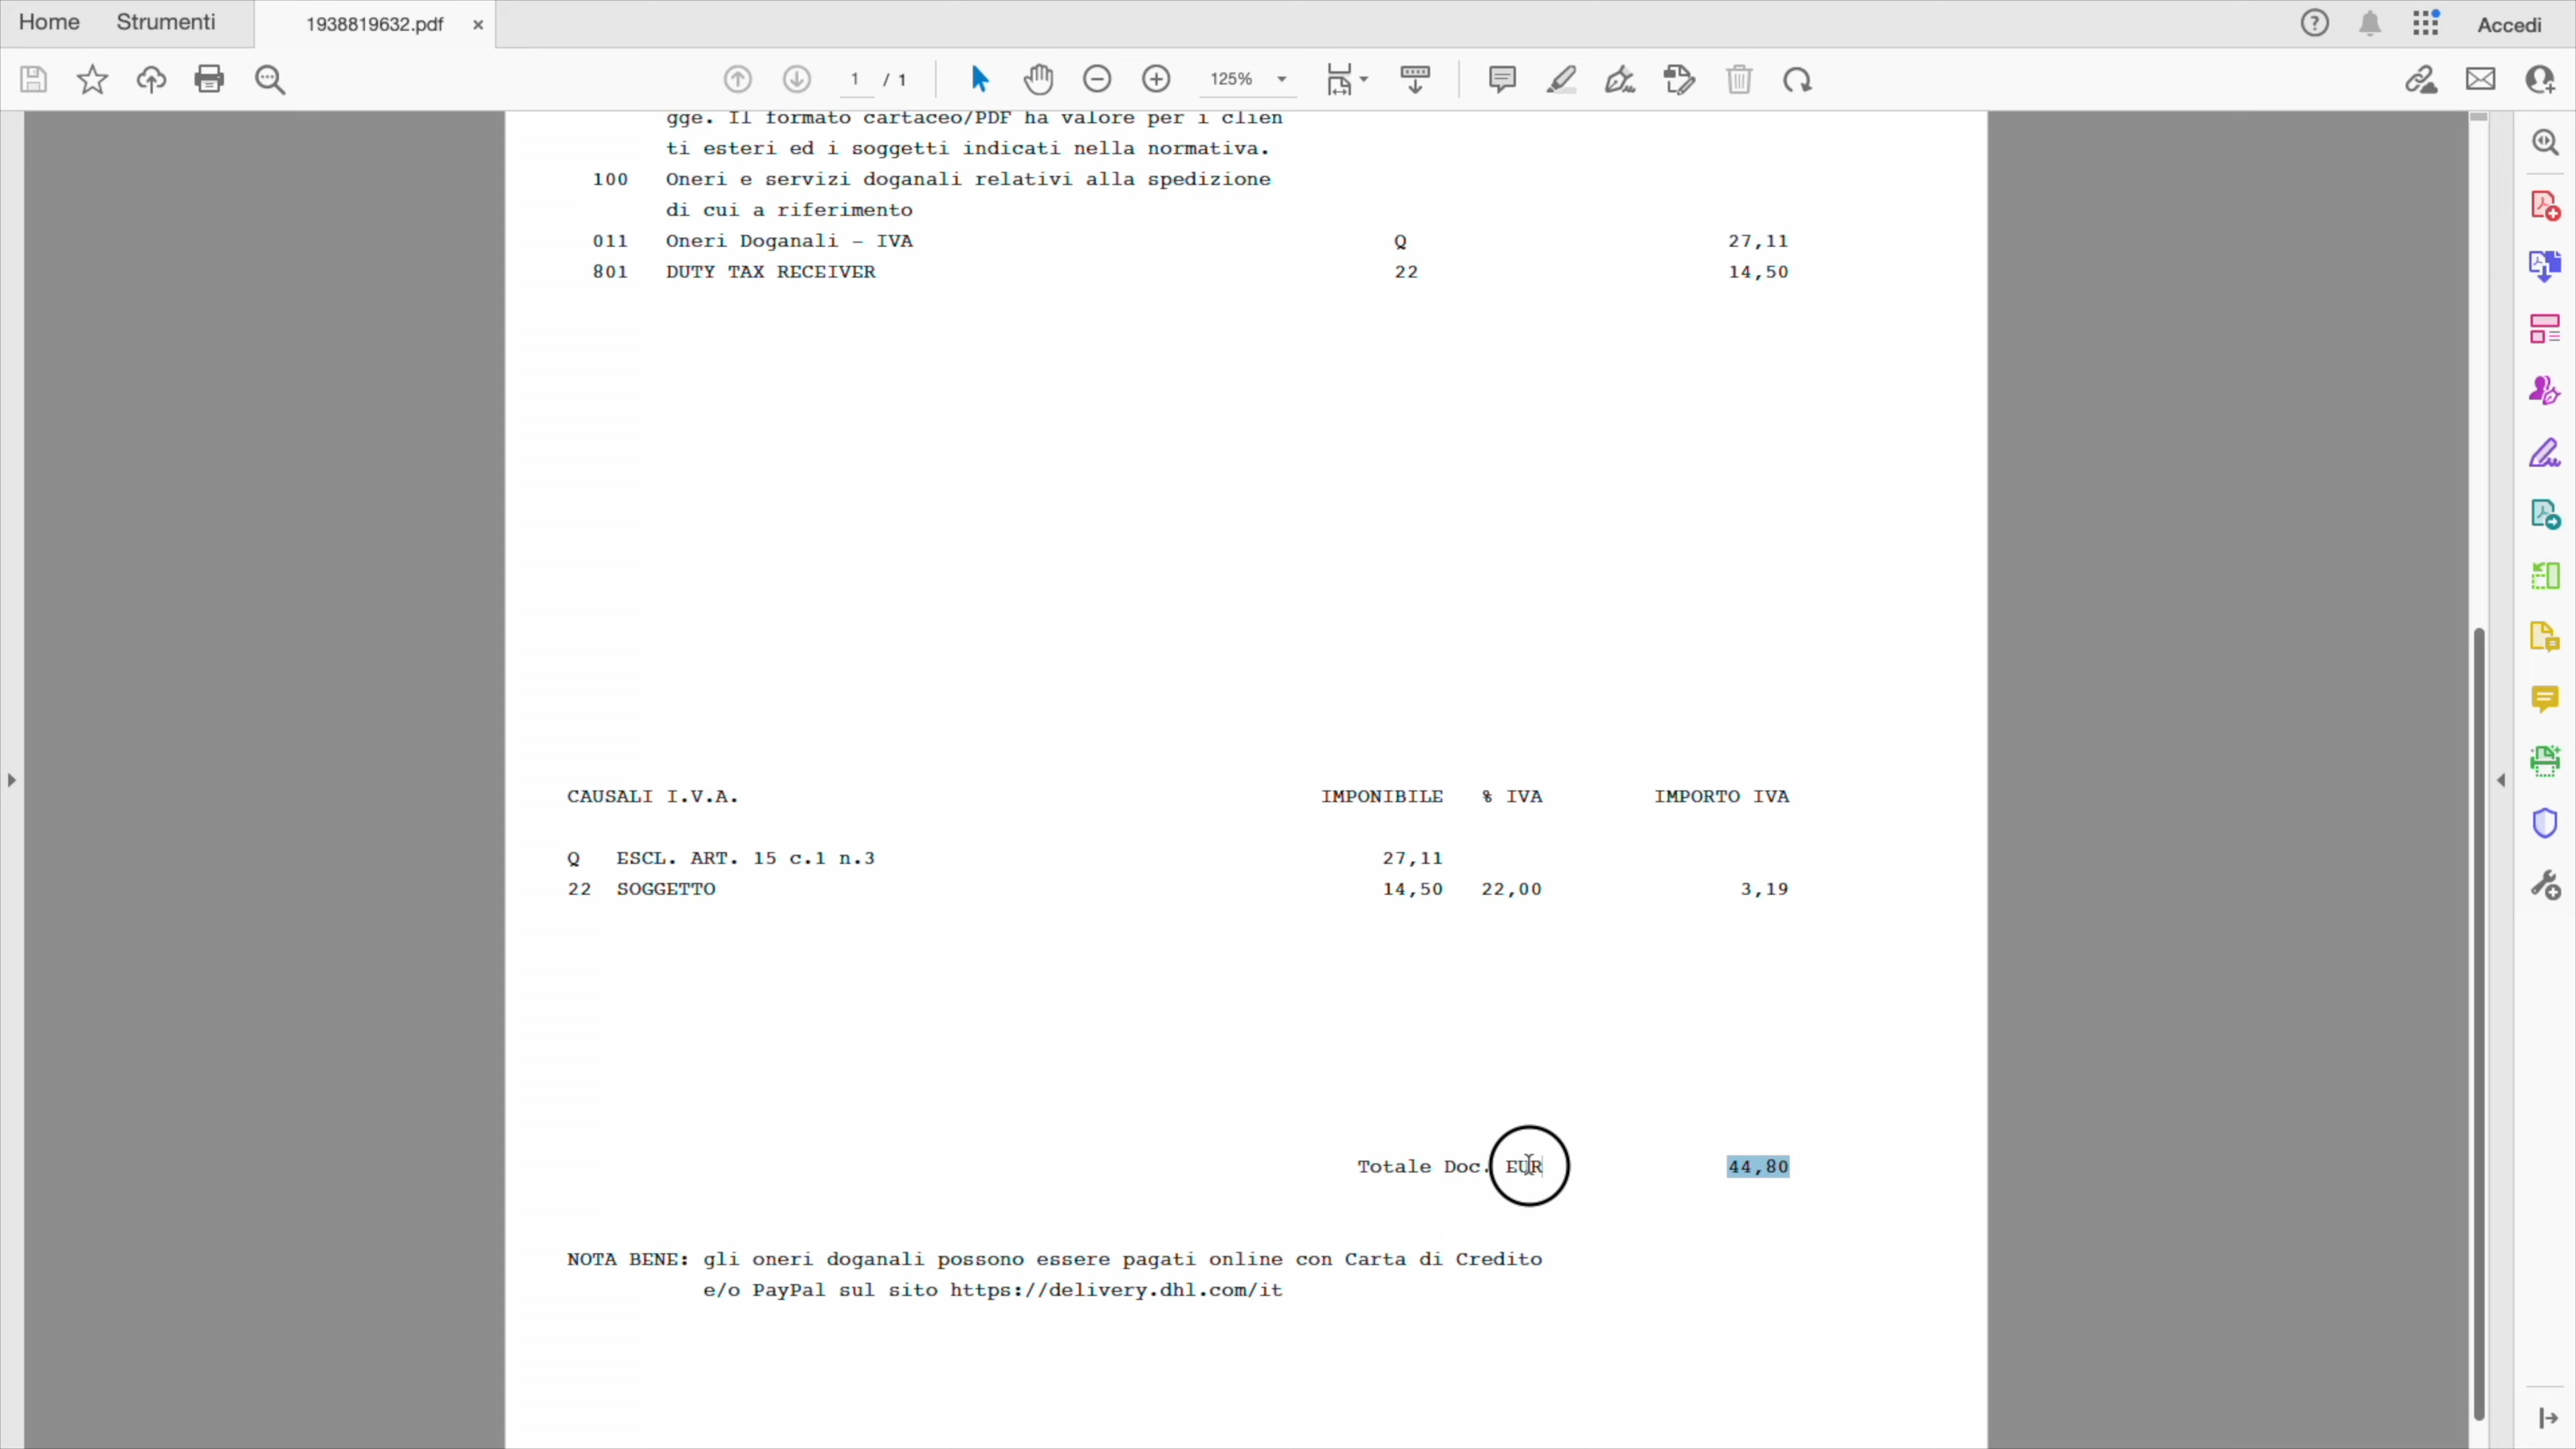 Home Strumenti 1938819632.pdf × Accedi
1 / 1 125%
gge. Il formato cartaceo/PDF ha valore per i clien
ti esteri ed i soggetti indicati nella normativa.
100 Oneri e servizi doganali relativi alla spedizione
di cui a riferimento
011 Oneri Doganali - IVA Q 27,11
801 DUTY TAX RECEIVER 22 14,50
CAUSALI I.V.A. IMPONIBILE % IVA IMPORTO IVA
Q ESCL. ART. 15 c.1 n.3 27,11
22 SOGGETTO 14,50 22,00 3,19
Totale Doc. EUR 44,80
NOTA BENE: gli oneri doganali possono essere pagati online con Carta di Credito
e/o PayPal sul sito https://delivery.dhl.com/it